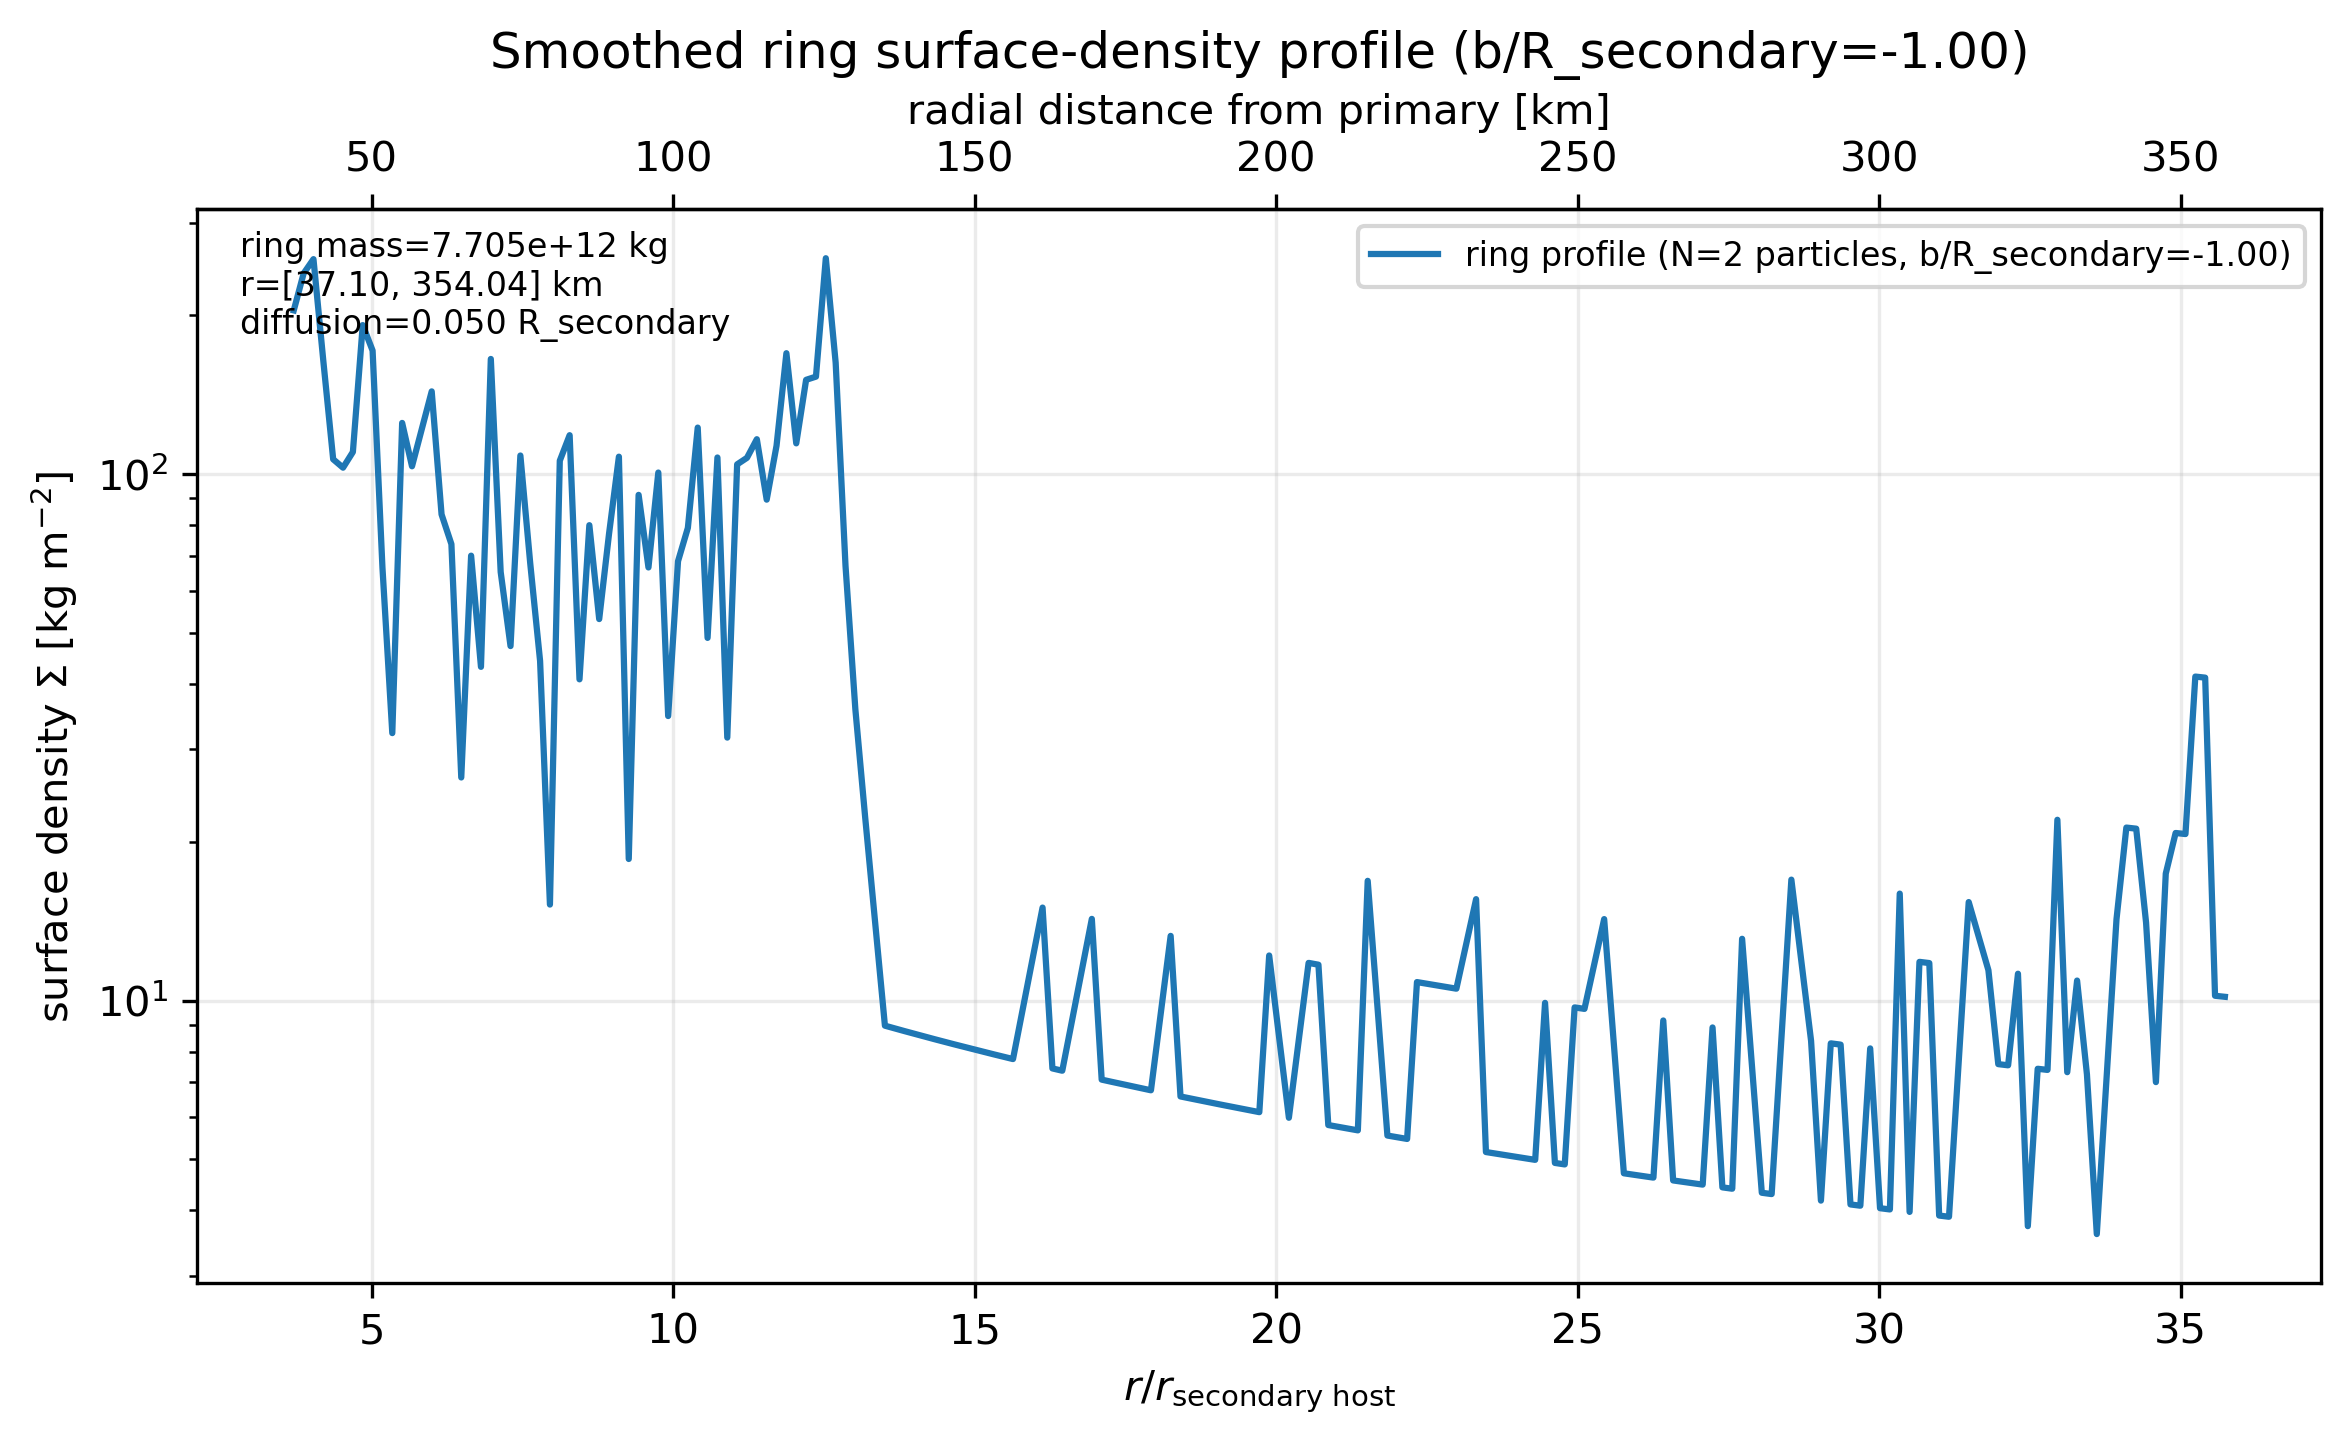 Smoothed ring surface-density profile (b/R_secondary=-1.00)
radial distance from primary [km]
50 100 150 200 250 300 350
ring mass=7.705e+12 kg
r=[37.10, 354.04] km
diffusion=0.050 R_secondary
ring profile (N=2 particles, b/R_secondary=-1.00)
surface density Σ [kg m⁻²]
10²
10¹
5 10 15 20 25 30 35
r/r_secondary host